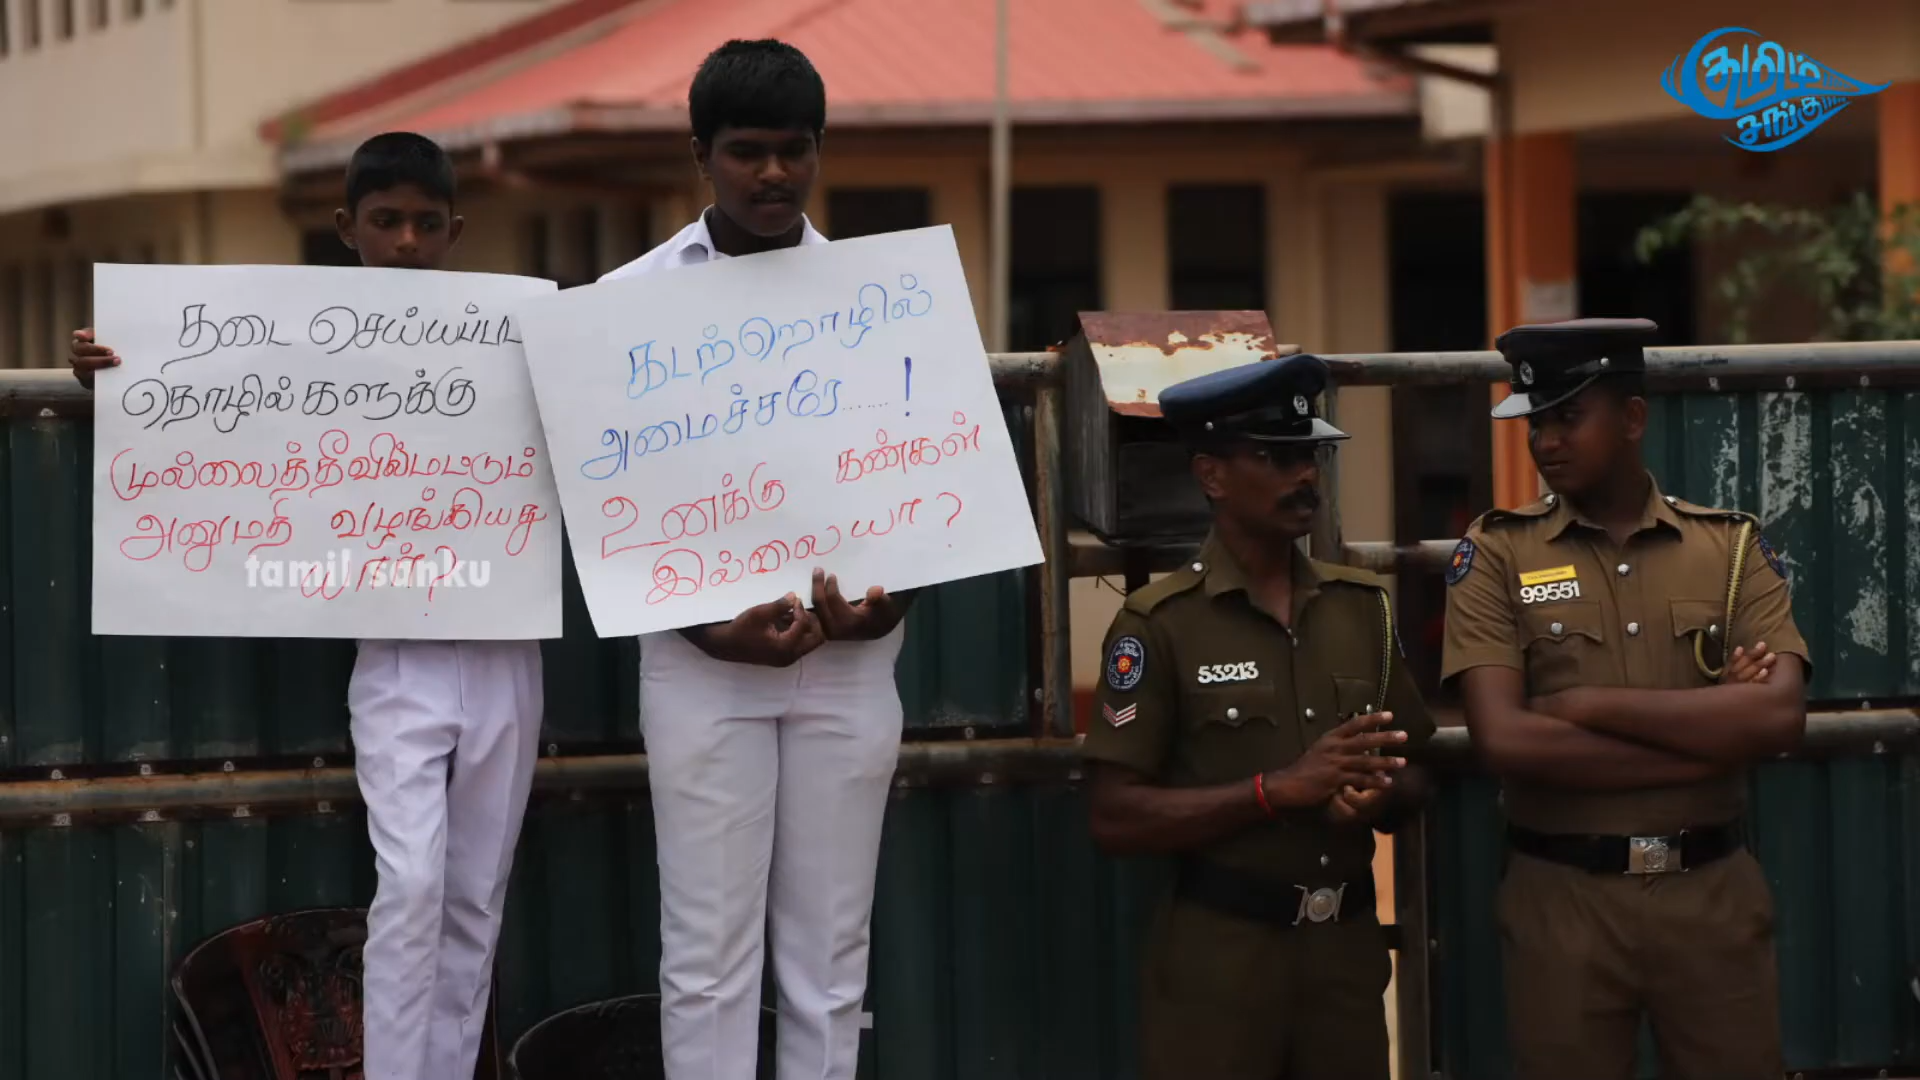 தடை செய்யப்பட
தொழில்களுக்கு
முல்லைத்தீவில்மட்டும்
அனுமதி வழங்கியது
யார்?
கடற்றொழில்
அமைச்சரே......!
உனக்கு கண்கள்
இல்லையா?
tamil sanku
தமிழ்
சங்கு
53213
99551